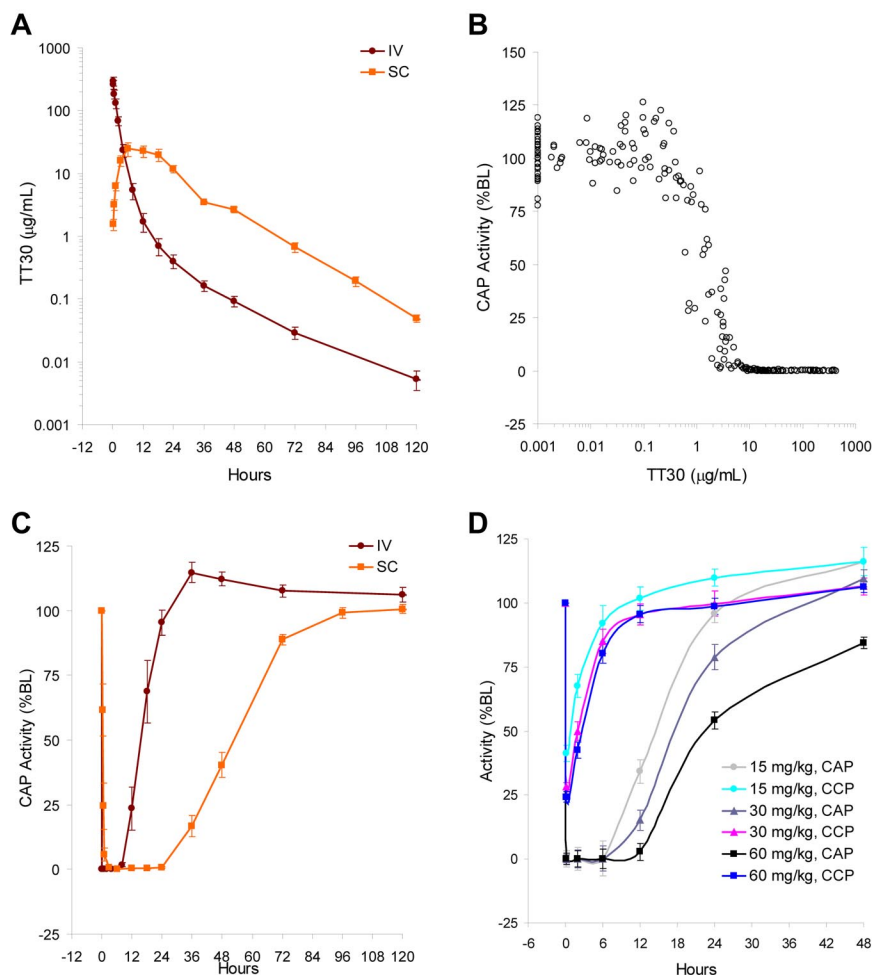 A
IV
SC
1000
100
10
1
0.1
0.01
0.001
TT30 (µg/mL)
-12 0 12 24 36 48 72 96 120
Hours
B
150
125
100
75
50
25
0
-25
CAP Activity (%BL)
0.001 0.01 0.1 1 10 100 1000
TT30 (µg/mL)
C
IV
SC
125
100
75
50
25
0
-25
CAP Activity (%BL)
-12 0 12 24 36 48 72 96 120
Hours
D
125
100
75
50
25
0
-25
Activity (%BL)
15 mg/kg, CAP
15 mg/kg, CCP
30 mg/kg, CAP
30 mg/kg, CCP
60 mg/kg, CAP
60 mg/kg, CCP
-6 0 6 12 18 24 30 36 42 48
Hours